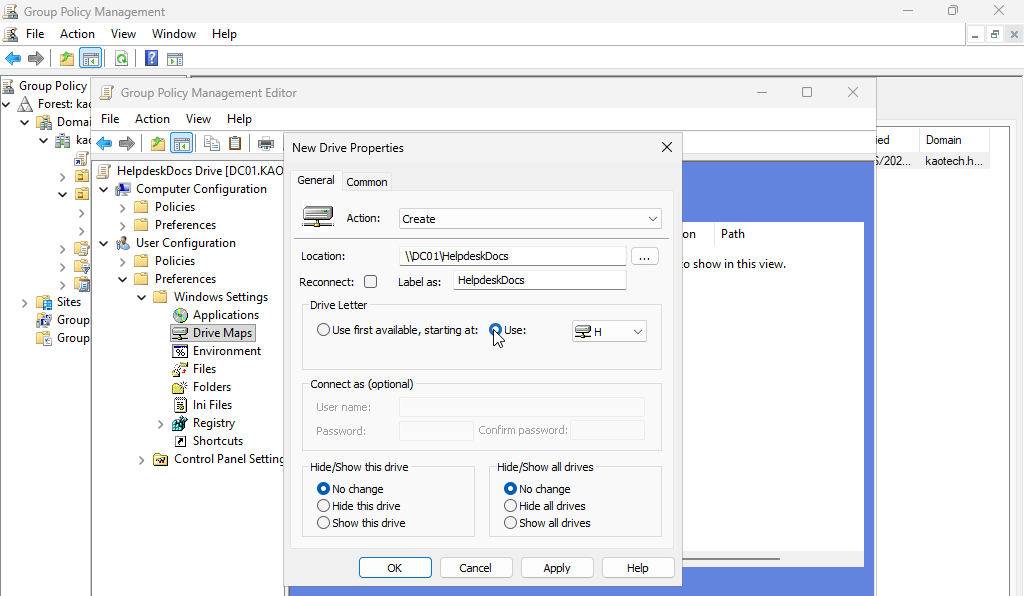 Group Policy Management
File Action View Window Help
Group Policy
Forest: kao
Domai
kao
Sites
Group
Group
Group Policy Management Editor
File Action View Help
HelpdeskDocs Drive [DC01.KAO
Computer Configuration
Policies
Preferences
User Configuration
Policies
Preferences
Windows Settings
Applications
Drive Maps
Environment
Files
Folders
Ini Files
Registry
Shortcuts
Control Panel Setting
New Drive Properties
General Common
Action: Create
Location: \\DC01\HelpdeskDocs ...
Reconnect: Label as: HelpdeskDocs
Drive Letter
Use first available, starting at: Use: H
Connect as (optional)
User name:
Password: Confirm password:
Hide/Show this drive
No change
Hide this drive
Show this drive
Hide/Show all drives
No change
Hide all drives
Show all drives
OK Cancel Apply Help
on Path
o show in this view.
ied Domain
/202... kaotech.h...